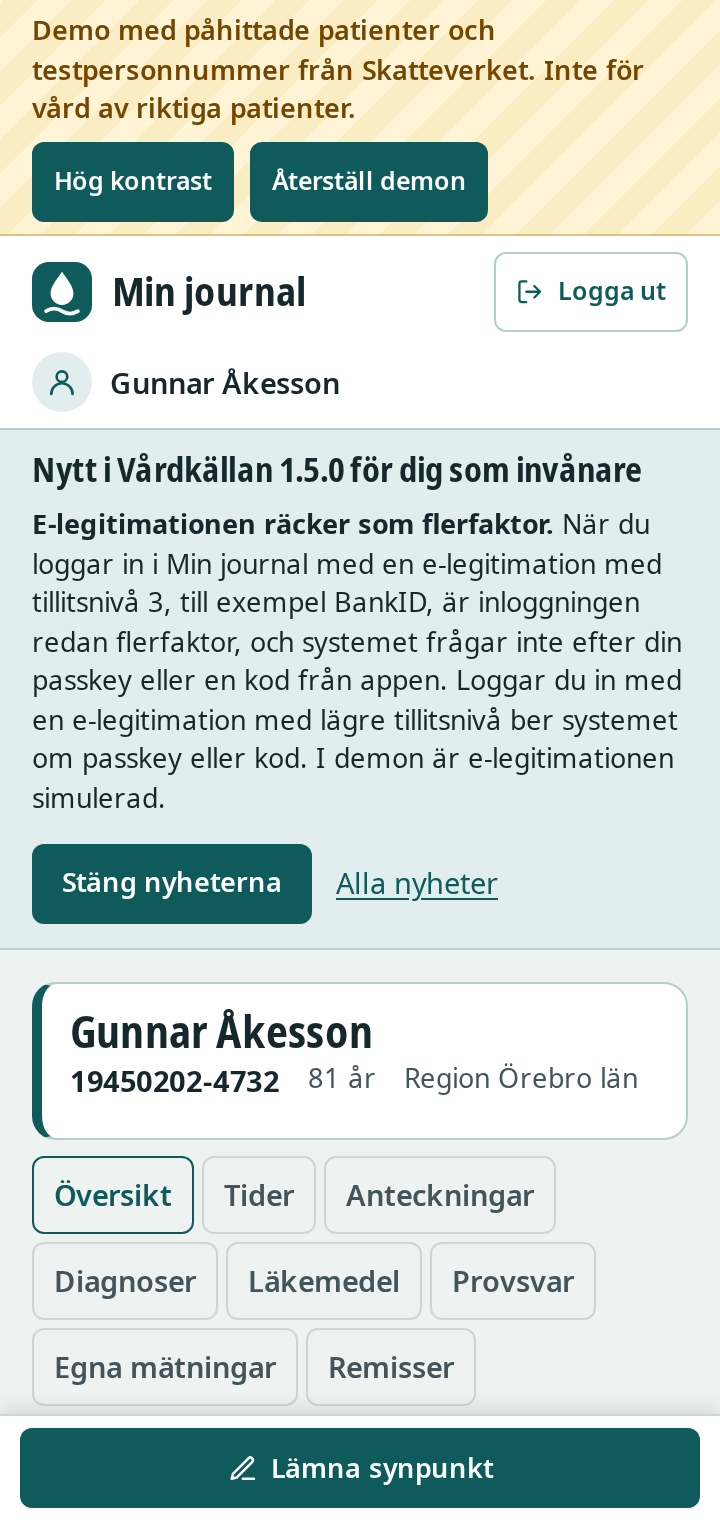 Demo med påhittade patienter och
testpersonnummer från Skatteverket. Inte för
vård av riktiga patienter.
Hög kontrast
Återställ demon
Min journal
Logga ut
Gunnar Åkesson
Nytt i Vårdkällan 1.5.0 för dig som invånare
E-legitimationen räcker som flerfaktor. När du
loggar in i Min journal med en e-legitimation med
tillitsnivå 3, till exempel BankID, är inloggningen
redan flerfaktor, och systemet frågar inte efter din
passkey eller en kod från appen. Loggar du in med
en e-legitimation med lägre tillitsnivå ber systemet
om passkey eller kod. I demon är e-legitimationen
simulerad.
Stäng nyheterna
Alla nyheter
Gunnar Åkesson
19450202-4732 81 år Region Örebro län
Översikt
Tider
Anteckningar
Diagnoser
Läkemedel
Provsvar
Egna mätningar
Remisser
Lämna synpunkt